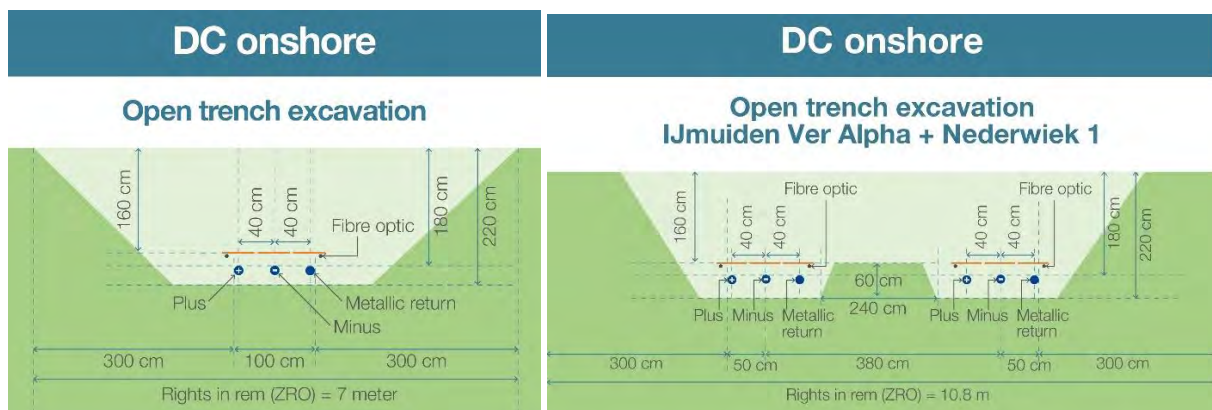 DC onshore
Open trench excavation
160 cm
40 cm
40 cm
180 cm
220 cm
Fibre optic
Plus
Metallic return
Minus
300 cm
100 cm
300 cm
Rights in rem (ZRO) = 7 meter
DC onshore
Open trench excavation
IJmuiden Ver Alpha + Nederwiek 1
Fibre optic
Fibre optic
160 cm
40 cm
40 cm
40 cm
40 cm
180 cm
220 cm
60 cm
240 cm
Plus
Minus
Metallic
return
Plus
Minus
Metallic
return
300 cm
50 cm
380 cm
50 cm
300 cm
Rights in rem (ZRO) = 10.8 m